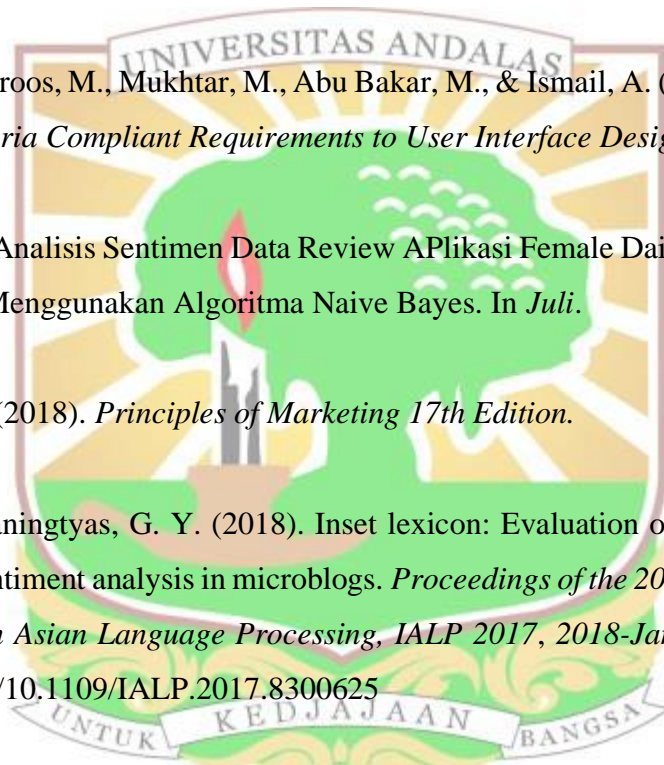 UNIVERSITAS ANDALAS
roos, M., Mukhtar, M., Abu Bakar, M., & Ismail, A. (
ria Compliant Requirements to User Interface Desig
Analisis Sentimen Data Review APlikasi Female Dai
Menggunakan Algoritma Naive Bayes. In Juli.
(2018). Principles of Marketing 17th Edition.
ningtyas, G. Y. (2018). Inset lexicon: Evaluation o
ntiment analysis in microblogs. Proceedings of the 20
n Asian Language Processing, IALP 2017, 2018-Jan
/10.1109/IALP.2017.8300625
UNTUK KEDJAJAAN BANGSA